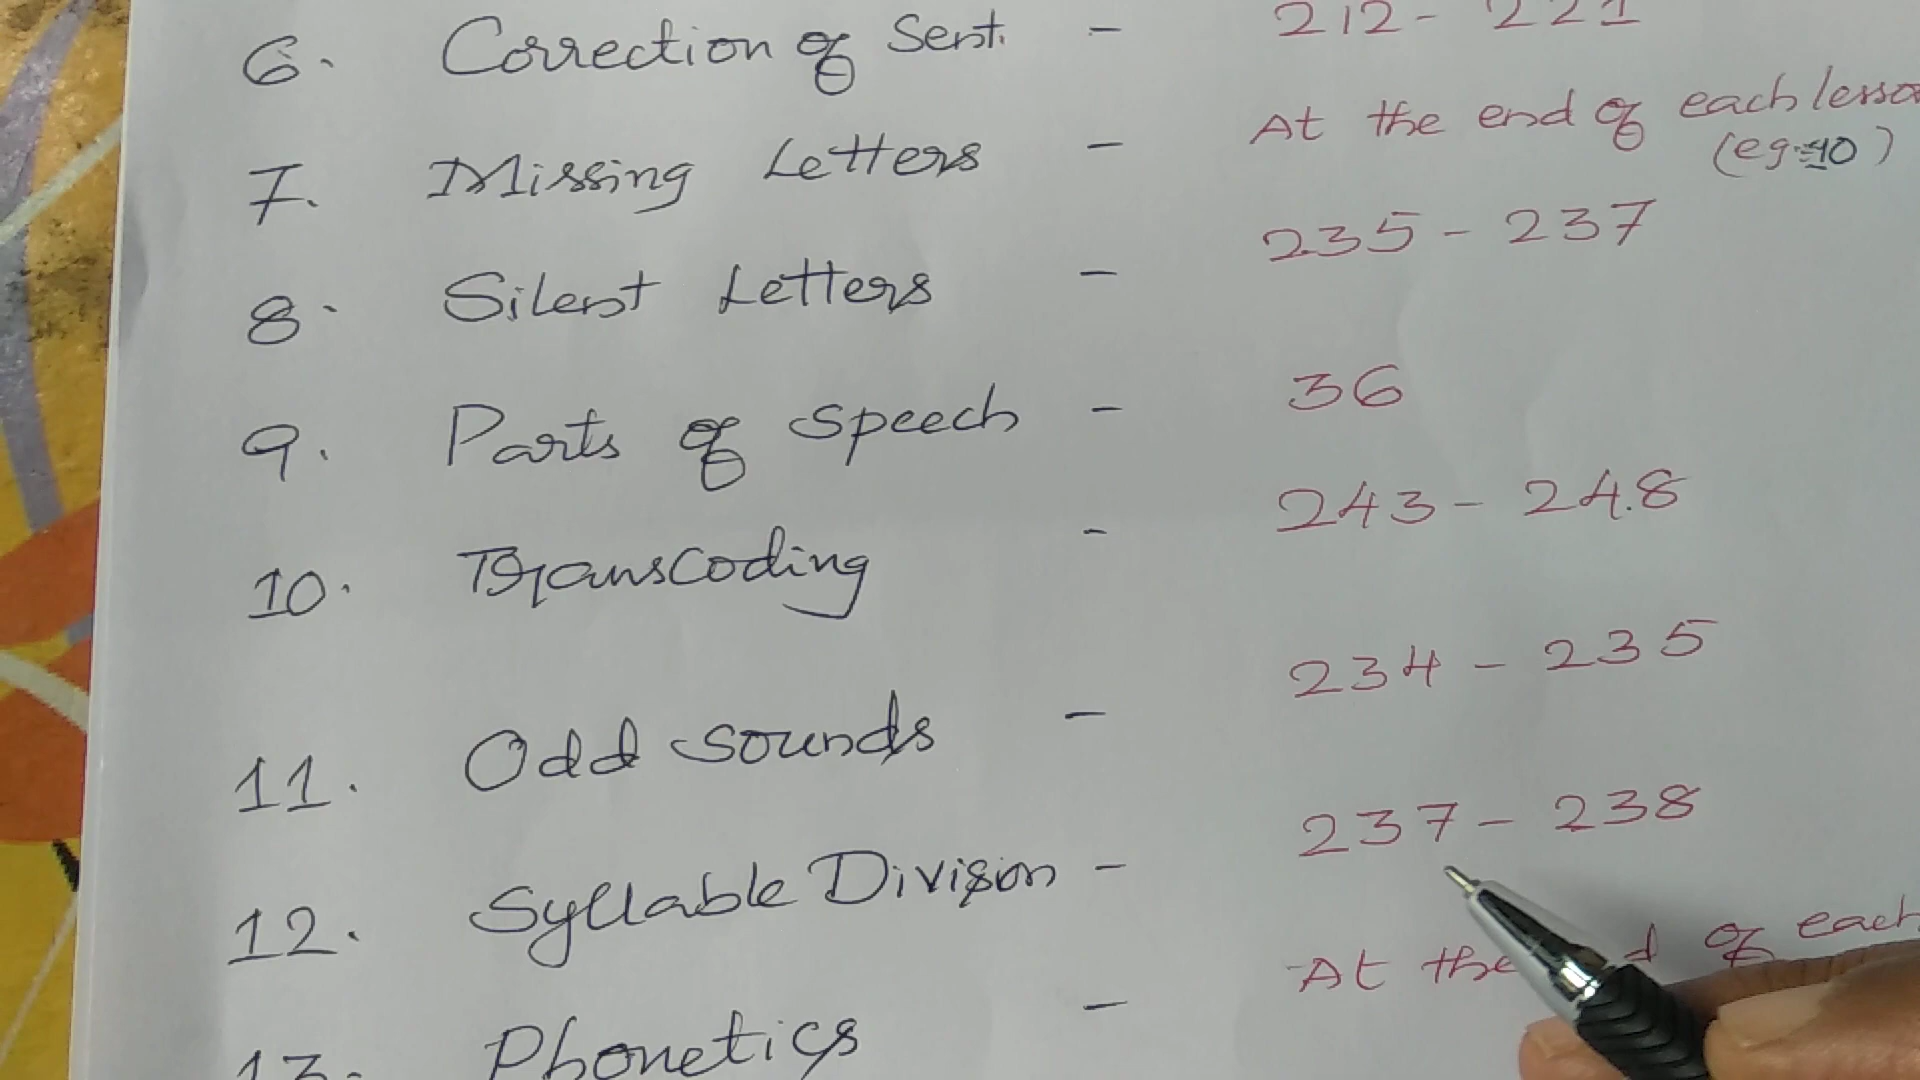 6. Correction of Sent. - 212 - 221
7. Missing Letters - At the end of each lesson
(eg:-10)
8. Silent Letters - 235 - 237
9. Parts of Speech - 36
10. Transcoding - 243 - 248
11. Odd sounds - 234 - 235
12. Syllable Division - 237 - 238
13. Phonetics - At the of each